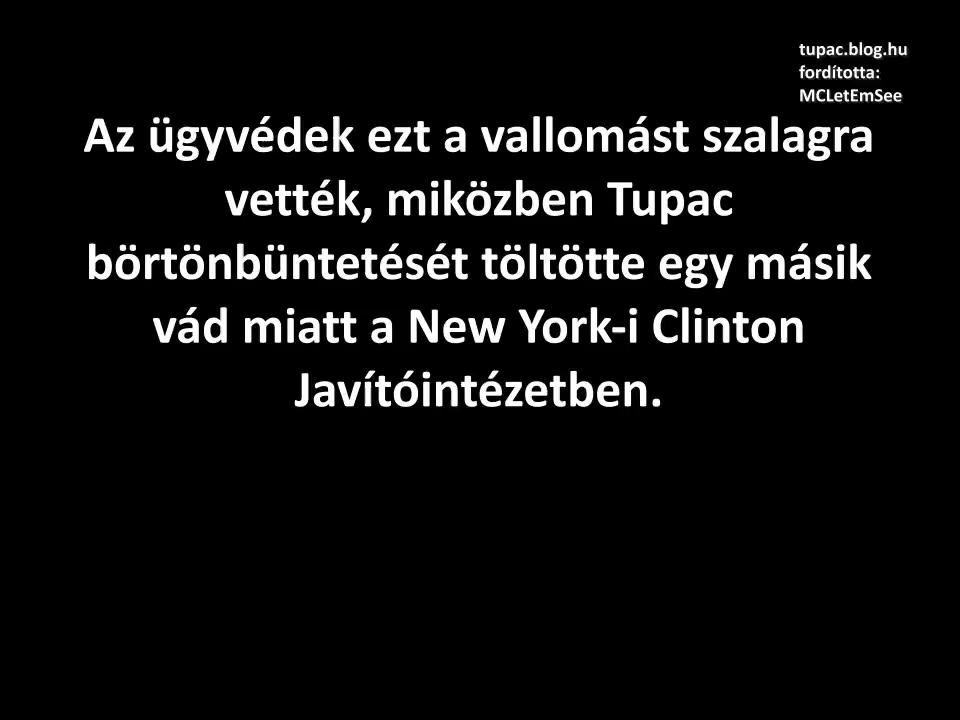 tupac.blog.hu
fordította:
MCLetEmSee
Az ügyvédek ezt a vallomást szalagra
vették, miközben Tupac
börtönbüntetését töltötte egy másik
vád miatt a New York-i Clinton
Javítóintézetben.